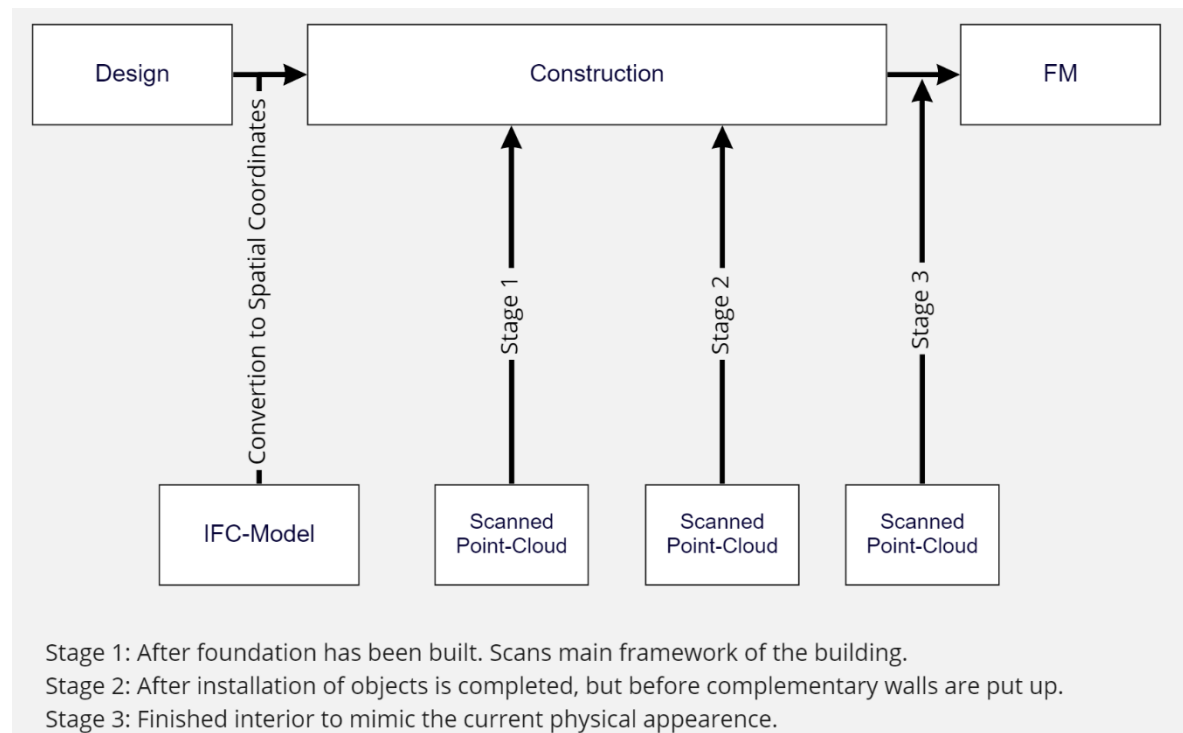 Design
Construction
FM
Convertion to Spatial Coordinates
Stage 1
Stage 2
Stage 3
IFC-Model
Scanned
Point-Cloud
Scanned
Point-Cloud
Scanned
Point-Cloud
Stage 1: After foundation has been built. Scans main framework of the building.
Stage 2: After installation of objects is completed, but before complementary walls are put up.
Stage 3: Finished interior to mimic the current physical appearence.